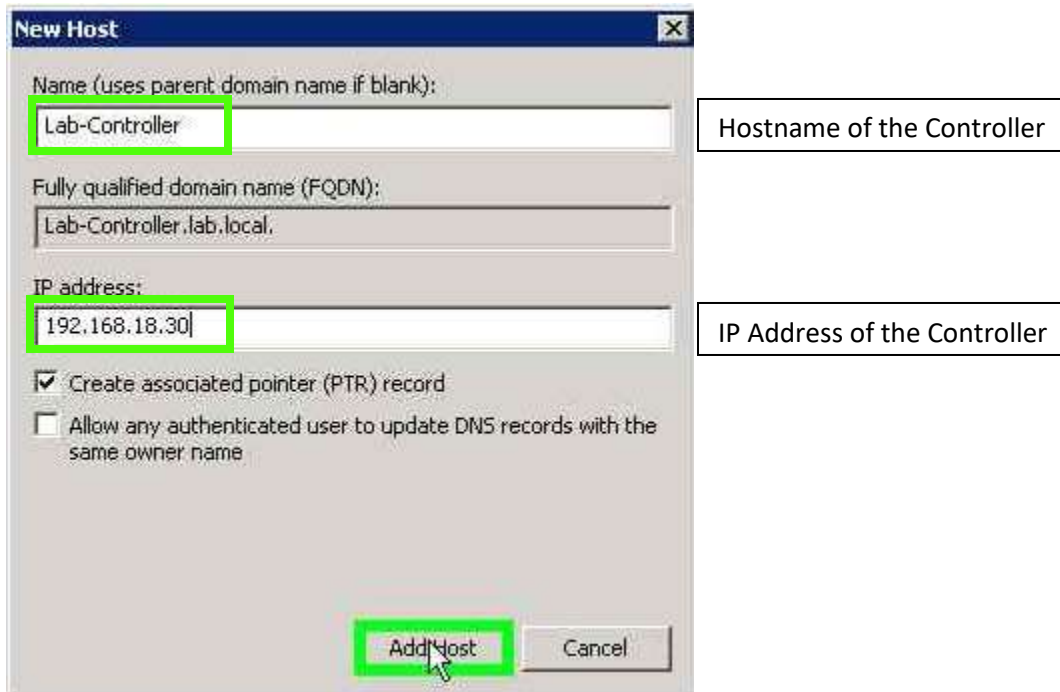 New Host
Name (uses parent domain name if blank):
Lab-Controller
Hostname of the Controller
Fully qualified domain name (FQDN):
Lab-Controller.lab.local.
IP address:
192.168.18.30
IP Address of the Controller
Create associated pointer (PTR) record
Allow any authenticated user to update DNS records with the
same owner name
Add Host
Cancel